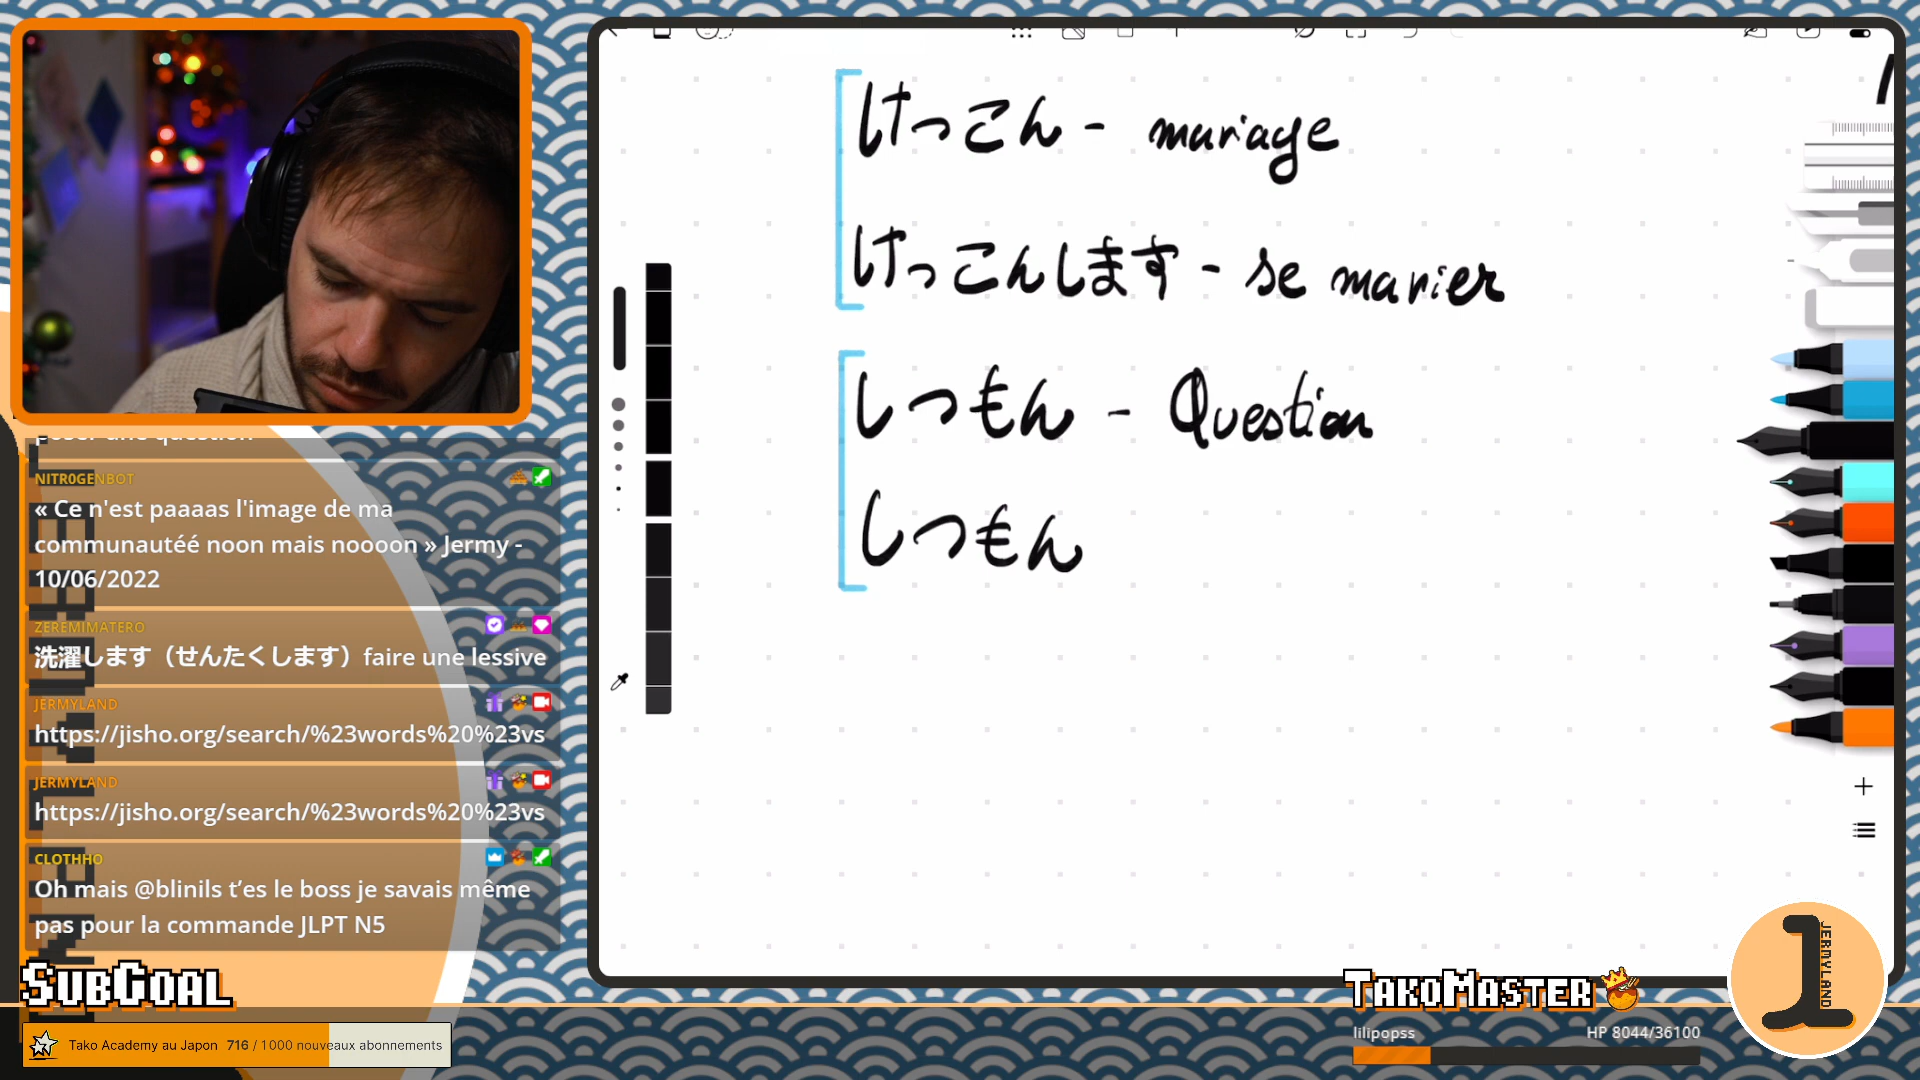 けっこん - mariage
けっこんします - se marier
しつもん - Question
しつもん
poser une question
NITR0GENBOT
« Ce n'est paaaas l'image de ma
communautéé noon mais noooon » Jermy -
10/06/2022
ZEREMIMATERO
洗濯します（せんたくします）faire une lessive
JERMYLAND
https://jisho.org/search/%23words%20%23vs
JERMYLAND
https://jisho.org/search/%23words%20%23vs
CLOTHHO
Oh mais @blinils t’es le boss je savais même
pas pour la commande JLPT N5
SUBGOAL
Tako Academy au Japon 716 / 1000 nouveaux abonnements
TAKOMASTER
lilipopss HP 8044/36100
JERMYLAND